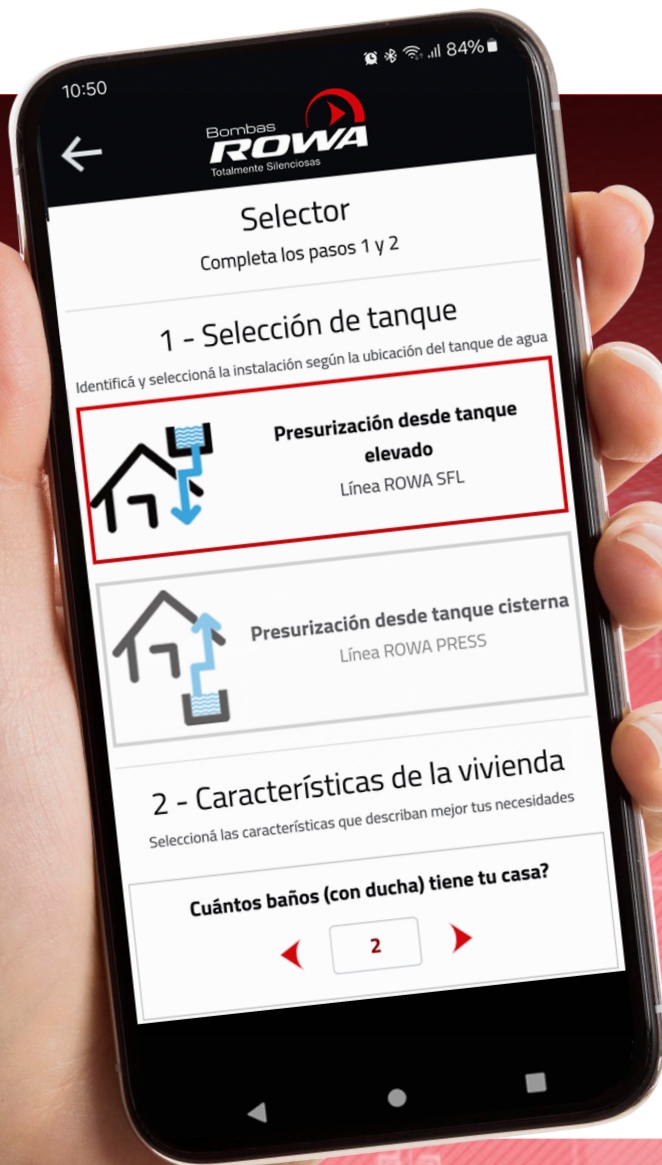 10:50
84%
Bombas
ROWA
Totalmente Silenciosas
Selector
Completa los pasos 1 y 2
1 - Selección de tanque
Identificá y seleccioná la instalación según la ubicación del tanque de agua
Presurización desde tanque
elevado
Línea ROWA SFL
Presurización desde tanque cisterna
Línea ROWA PRESS
2 - Características de la vivienda
Seleccioná las características que describan mejor tus necesidades
Cuántos baños (con ducha) tiene tu casa?
2